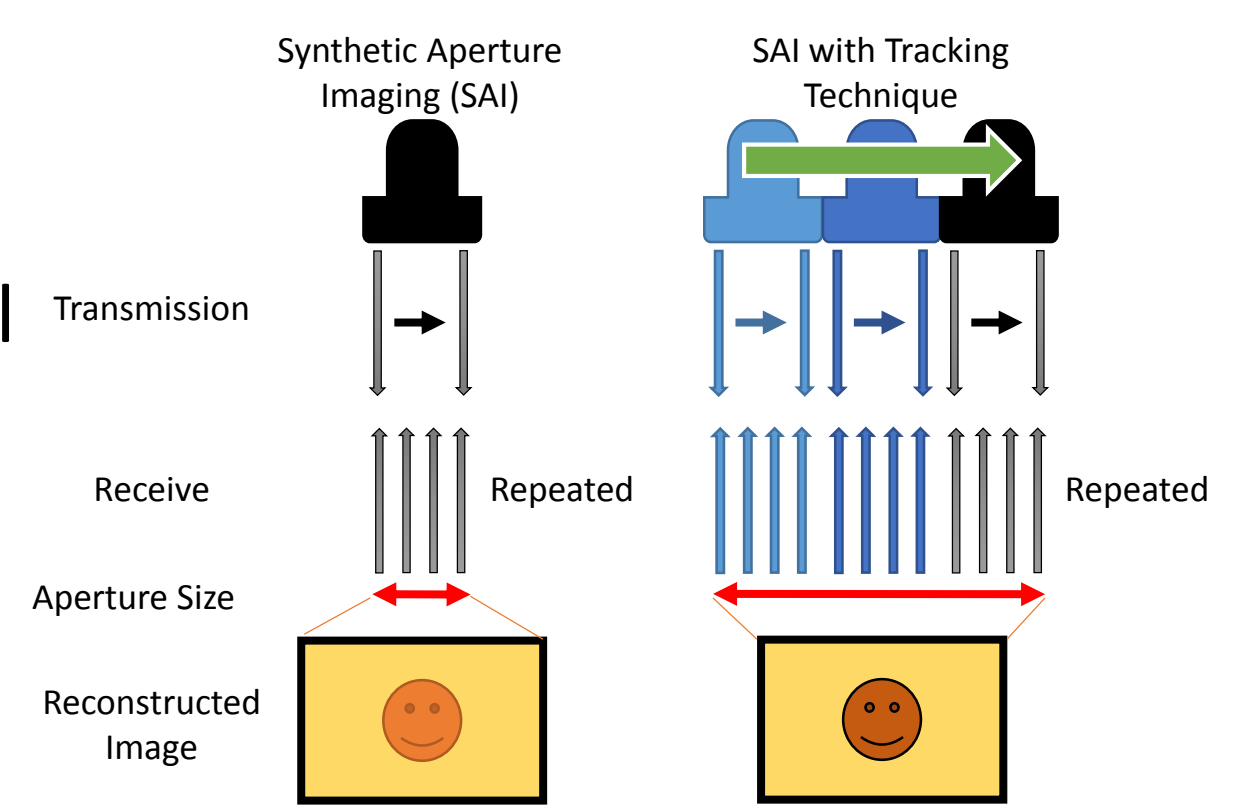 Synthetic Aperture
Imaging (SAI)
SAI with Tracking
Technique
Transmission
Receive
Repeated
Repeated
Aperture Size
Reconstructed
Image